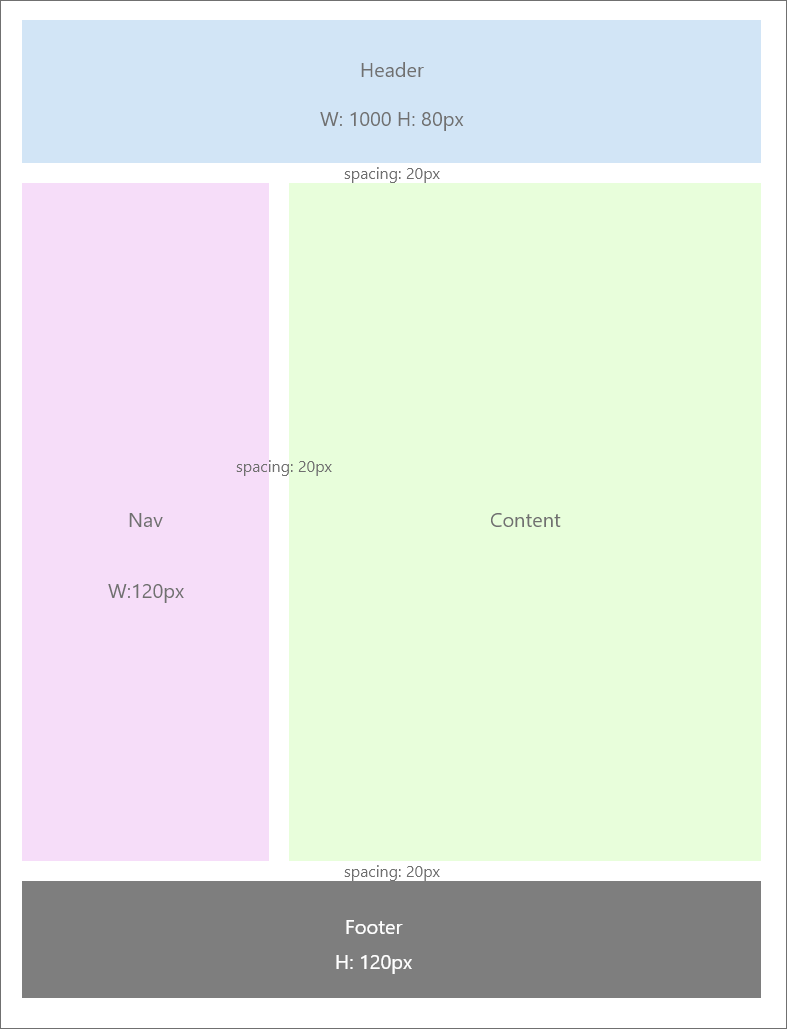 Header
W: 1000 H: 80px
spacing: 20px
spacing: 20px
Nav
Content
W:120px
spacing: 20px
Footer
H: 120px